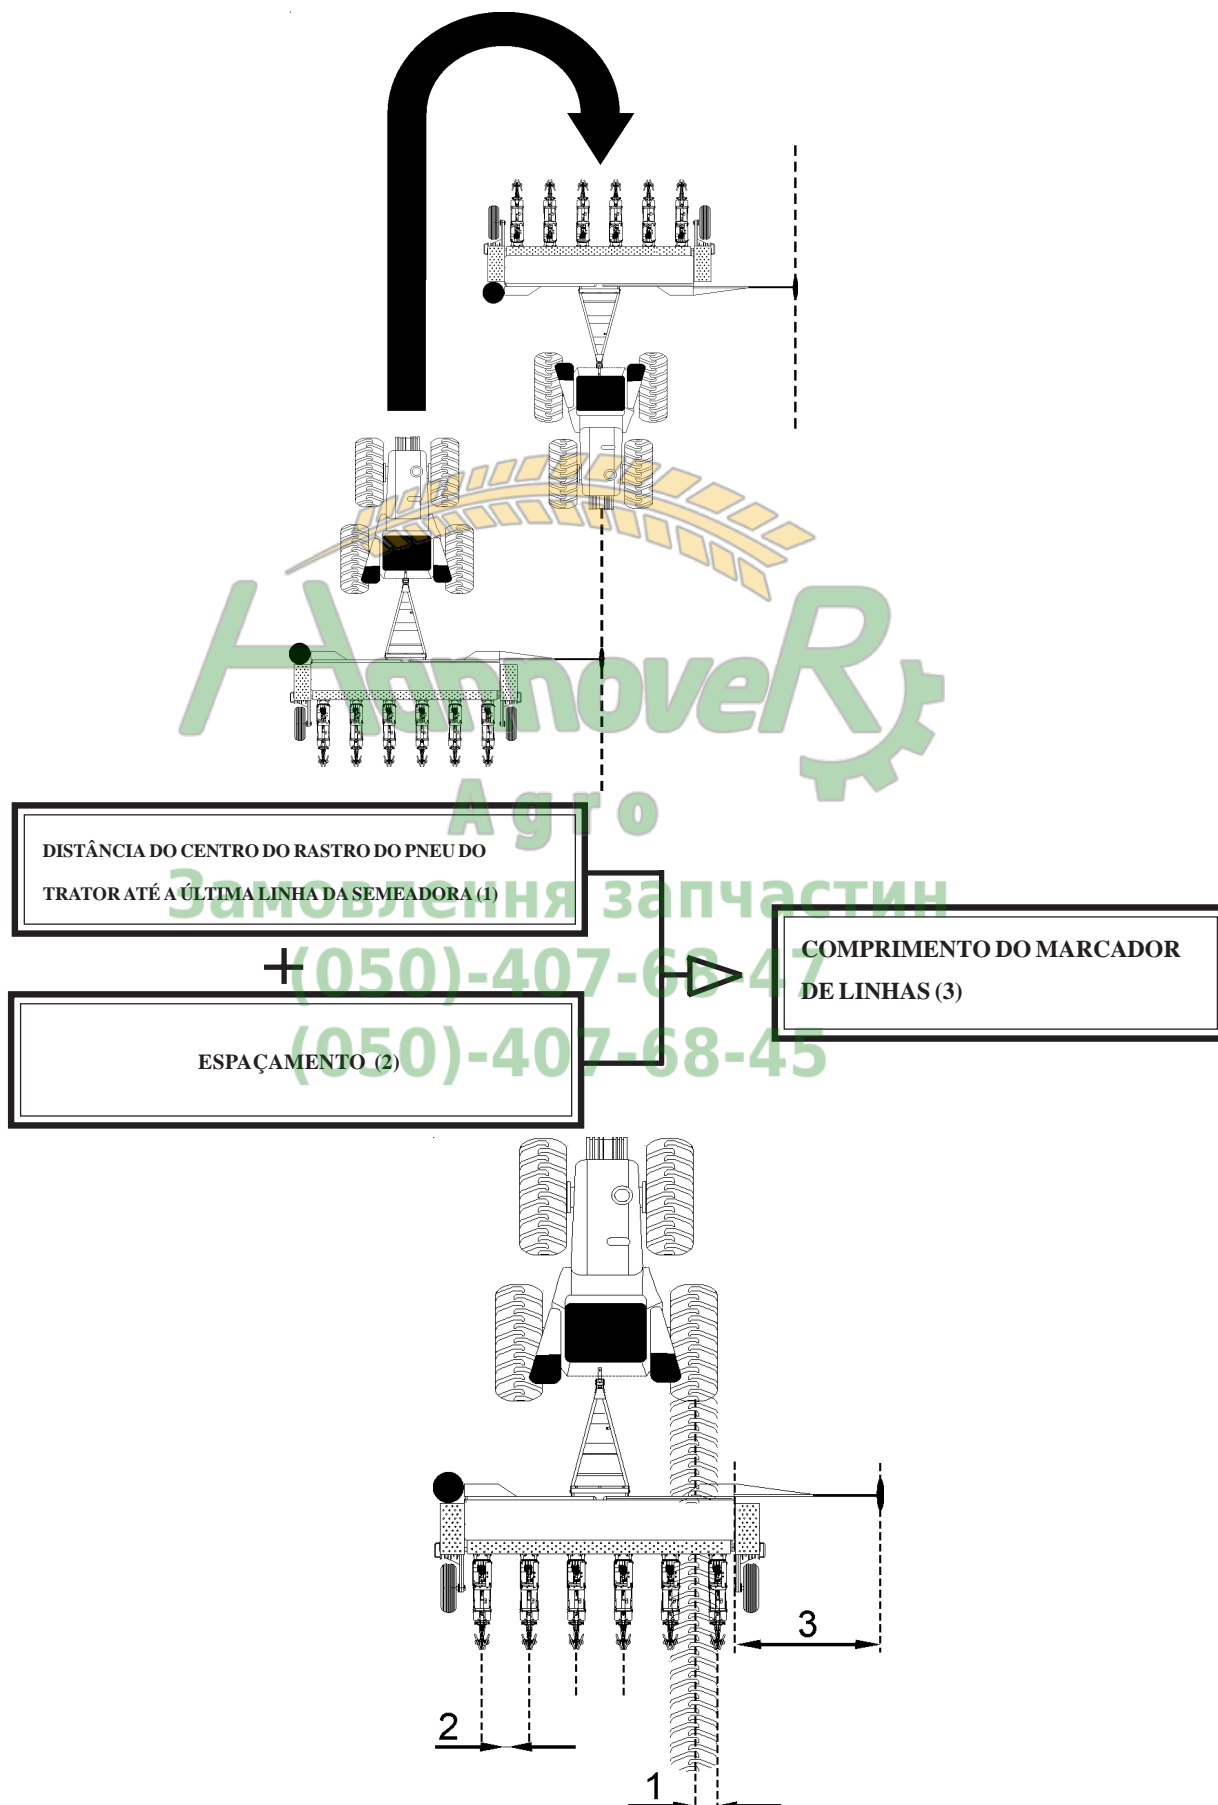 HannoveR
Agro
DISTÂNCIA DO CENTRO DO RASTRO DO PNEU DO
TRATOR ATÉ A ÚLTIMA LINHA DA SEMEADORA (1)
Замовлення запчастин
+
(050)-407-68-47
COMPRIMENTO DO MARCADOR
DE LINHAS (3)
ESPAÇAMENTO (2)
(050)-407-68-45
3
2
1